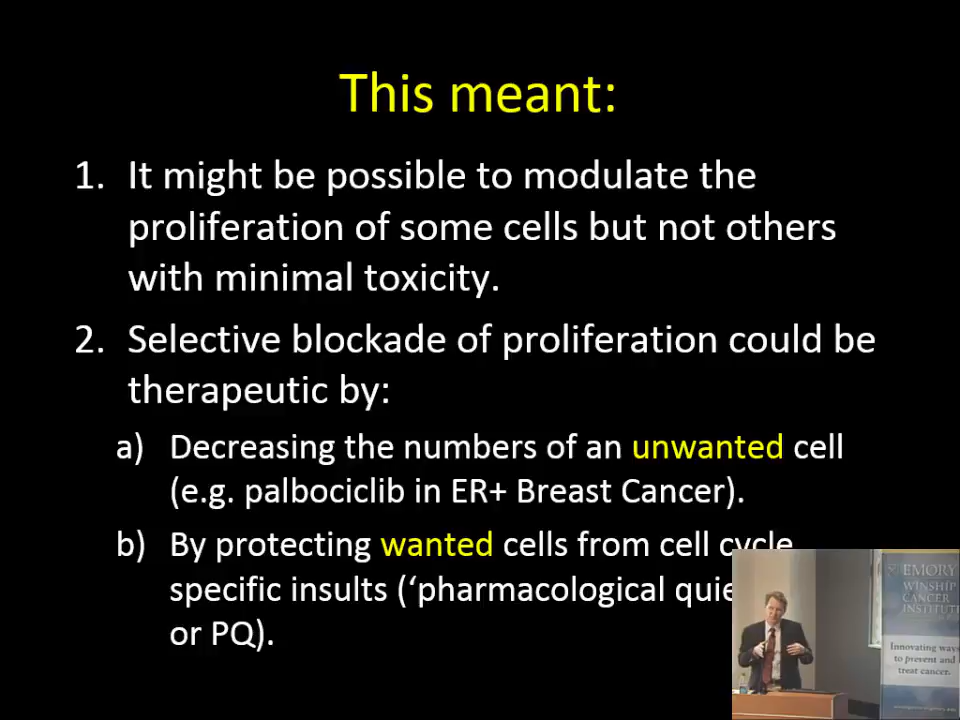 This meant:
1. It might be possible to modulate the
proliferation of some cells but not others
with minimal toxicity.
2. Selective blockade of proliferation could be
therapeutic by:
a) Decreasing the numbers of an unwanted cell
(e.g. palbociclib in ER+ Breast Cancer).
b) By protecting wanted cells from cell cycle
specific insults (‘pharmacological
or PQ).
EMORY
WINSHIP
CANCER
INSTITUTE
Innovating ways
to prevent and
treat cancer.